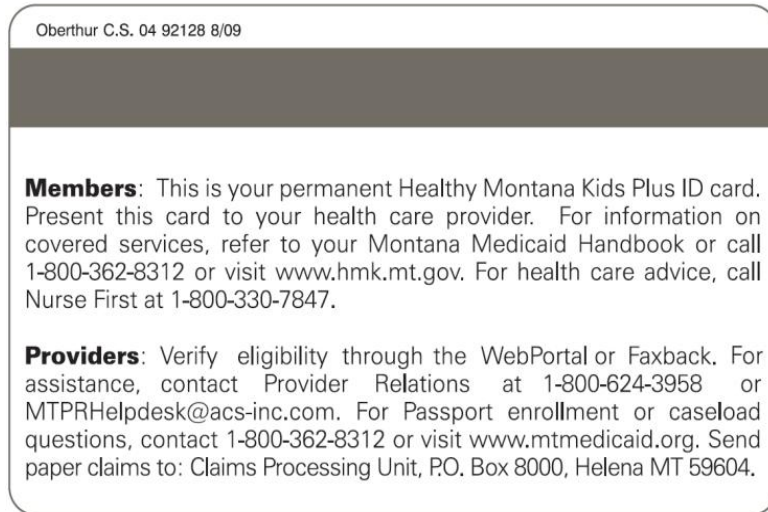 Oberthur C.S. 04 92128 8/09
Members: This is your permanent Healthy Montana Kids Plus ID card.
Present this card to your health care provider. For information on
covered services, refer to your Montana Medicaid Handbook or call
1-800-362-8312 or visit www.hmk.mt.gov. For health care advice, call
Nurse First at 1-800-330-7847.
Providers: Verify eligibility through the WebPortal or Faxback. For
assistance, contact Provider Relations at 1-800-624-3958 or
MTPRHelpdesk@acs-inc.com. For Passport enrollment or caseload
questions, contact 1-800-362-8312 or visit www.mtmedicaid.org. Send
paper claims to: Claims Processing Unit, P.O. Box 8000, Helena MT 59604.